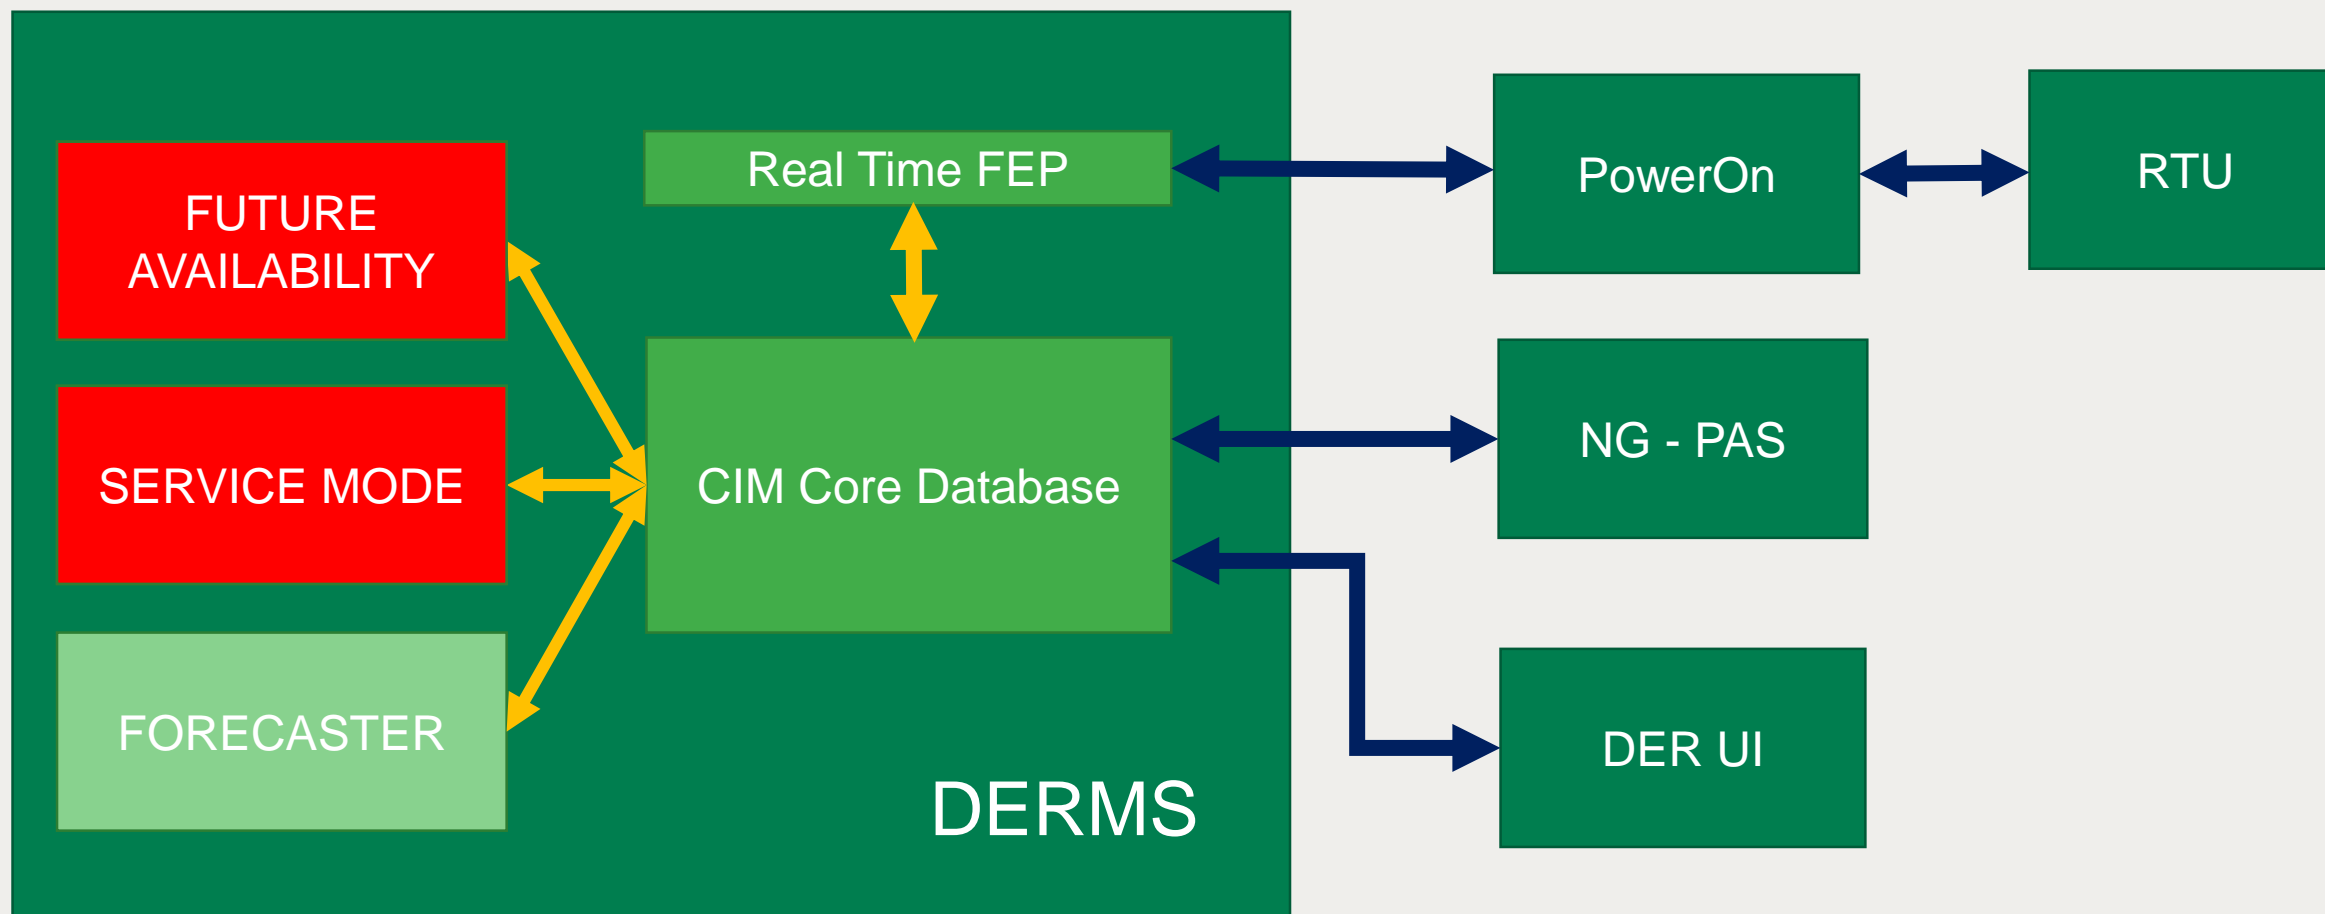 FUTURE
AVAILABILITY
SERVICE MODE
FORECASTER
Real Time FEP
CIM Core Database
DERMS
PowerOn
RTU
NG - PAS
DER UI